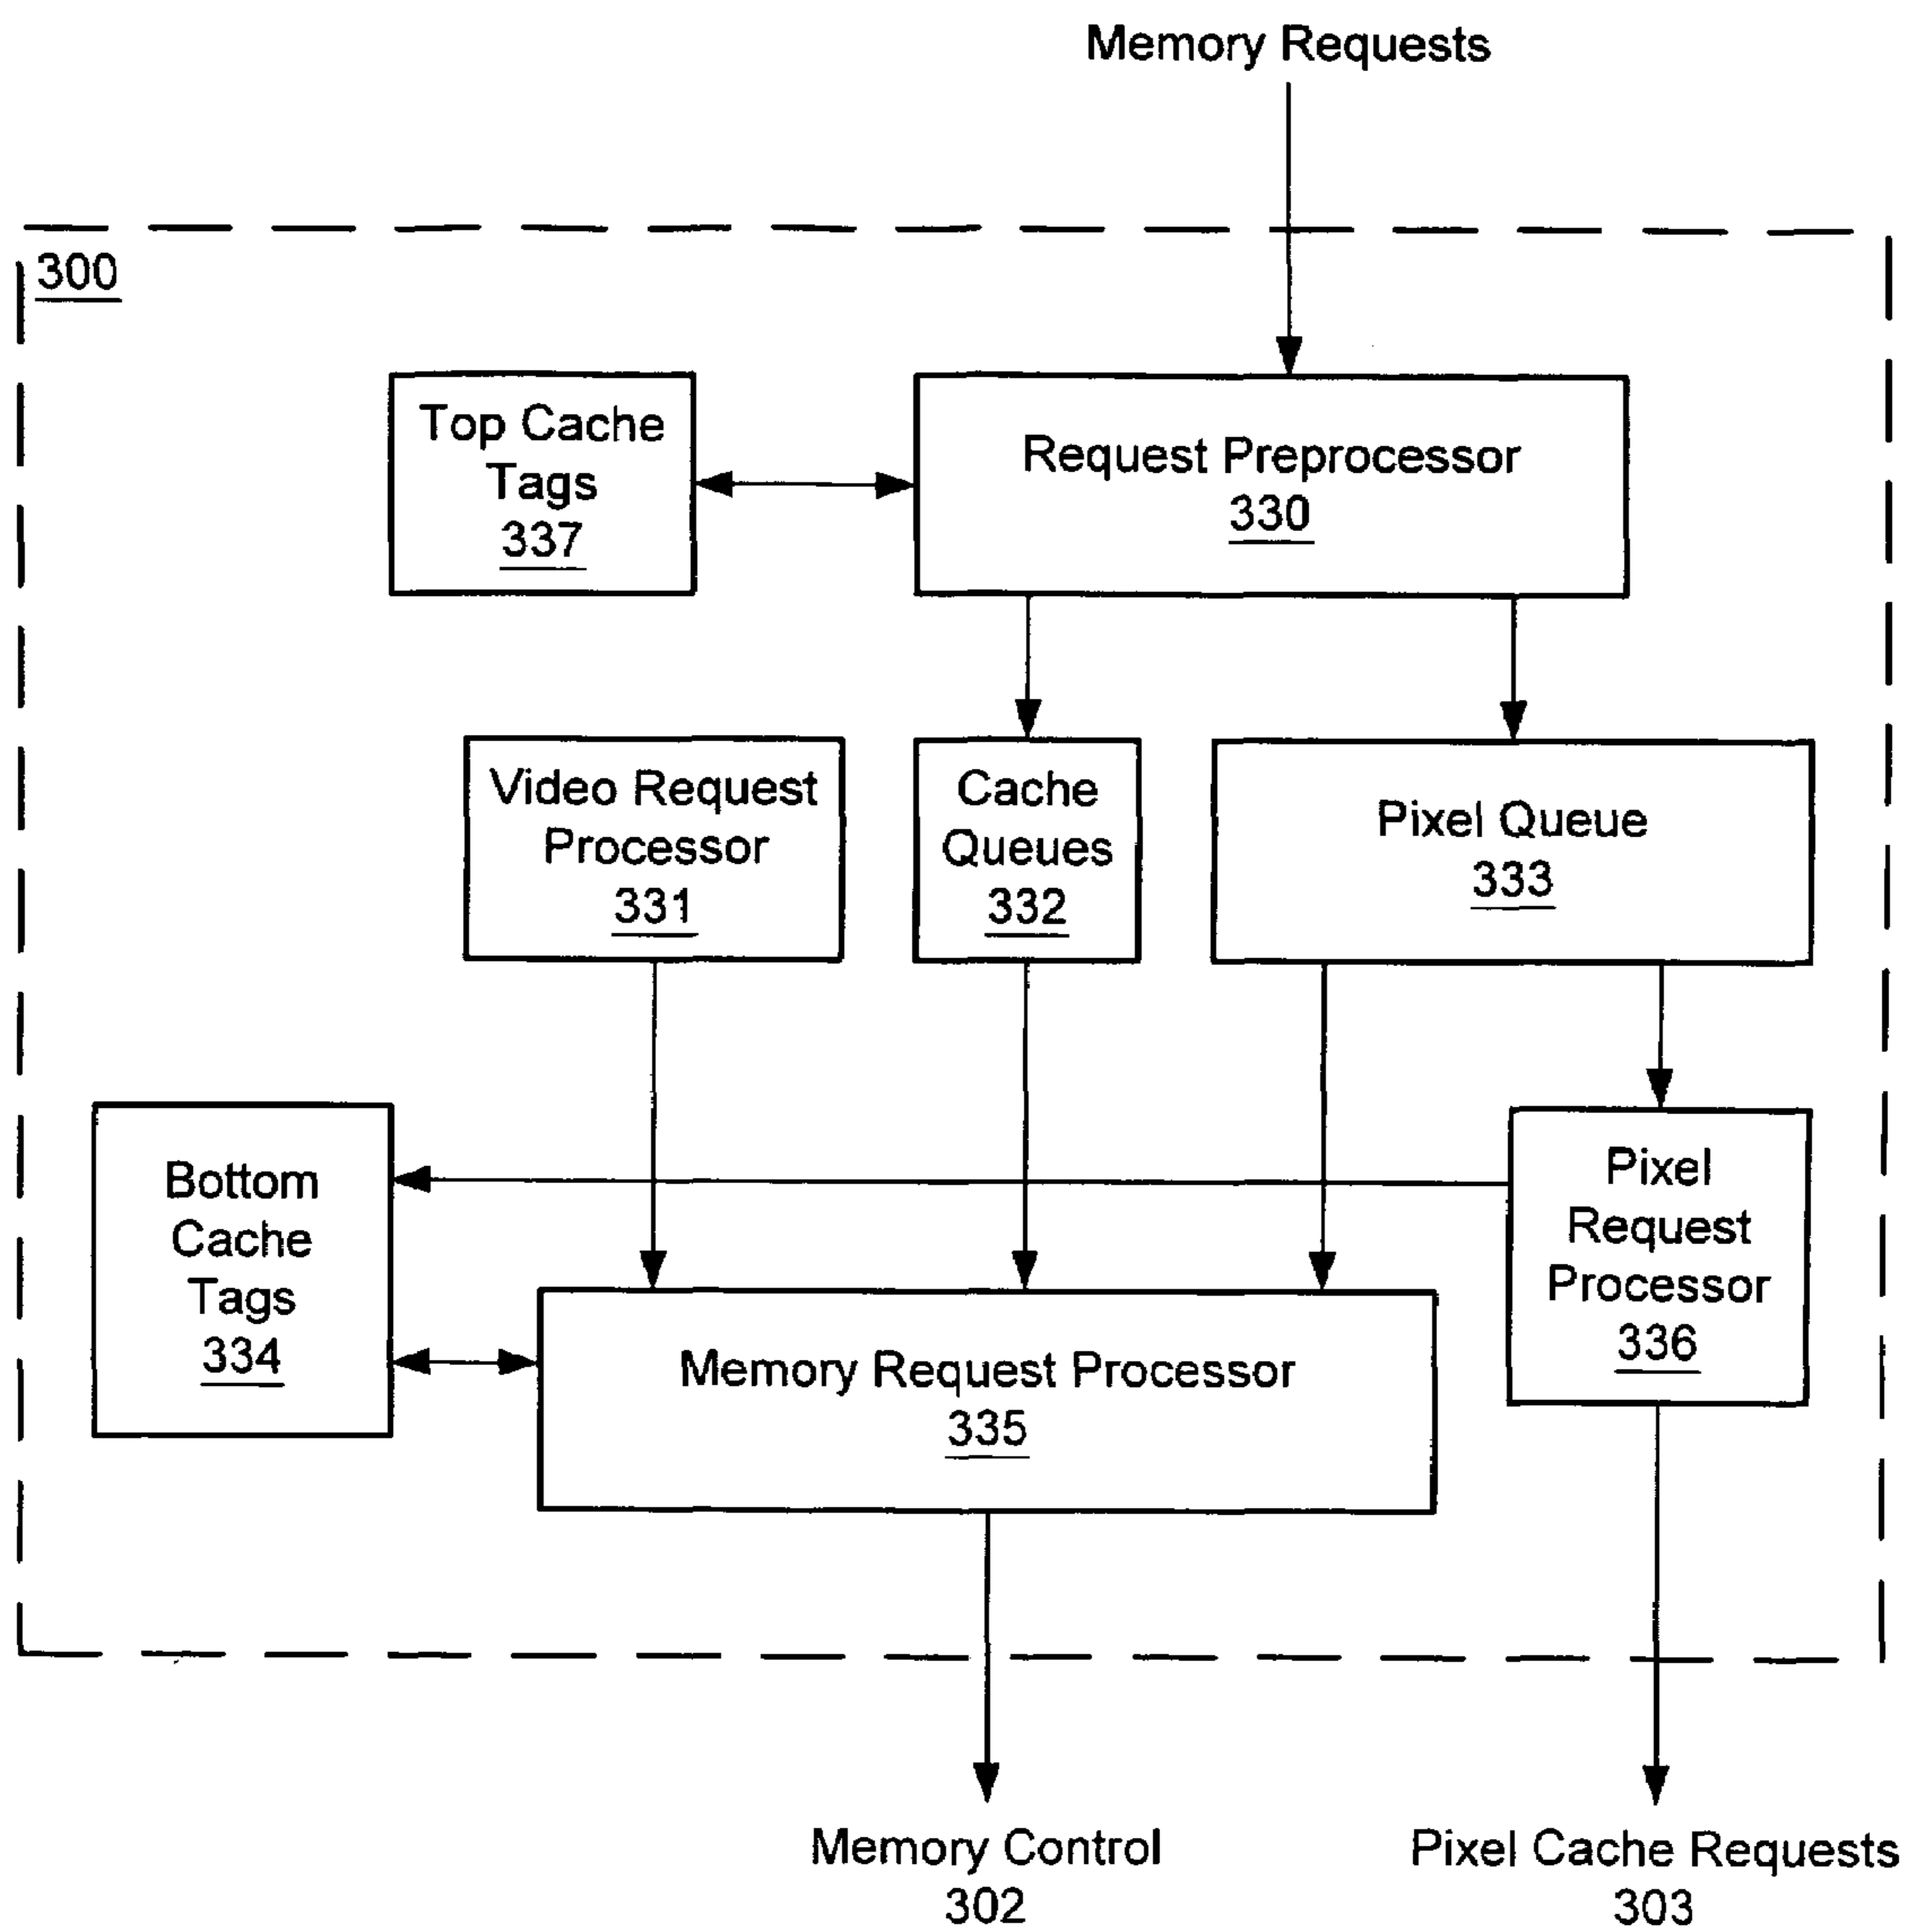 Memory Requests
300
Top Cache
Tags
337
Request Preprocessor
330
Video Request
Processor
331
Cache
Queues
332
Pixel Queue
333
Bottom
Cache
Tags
334
Memory Request Processor
335
Pixel
Request
Processor
336
Memory Control
302
Pixel Cache Requests
303